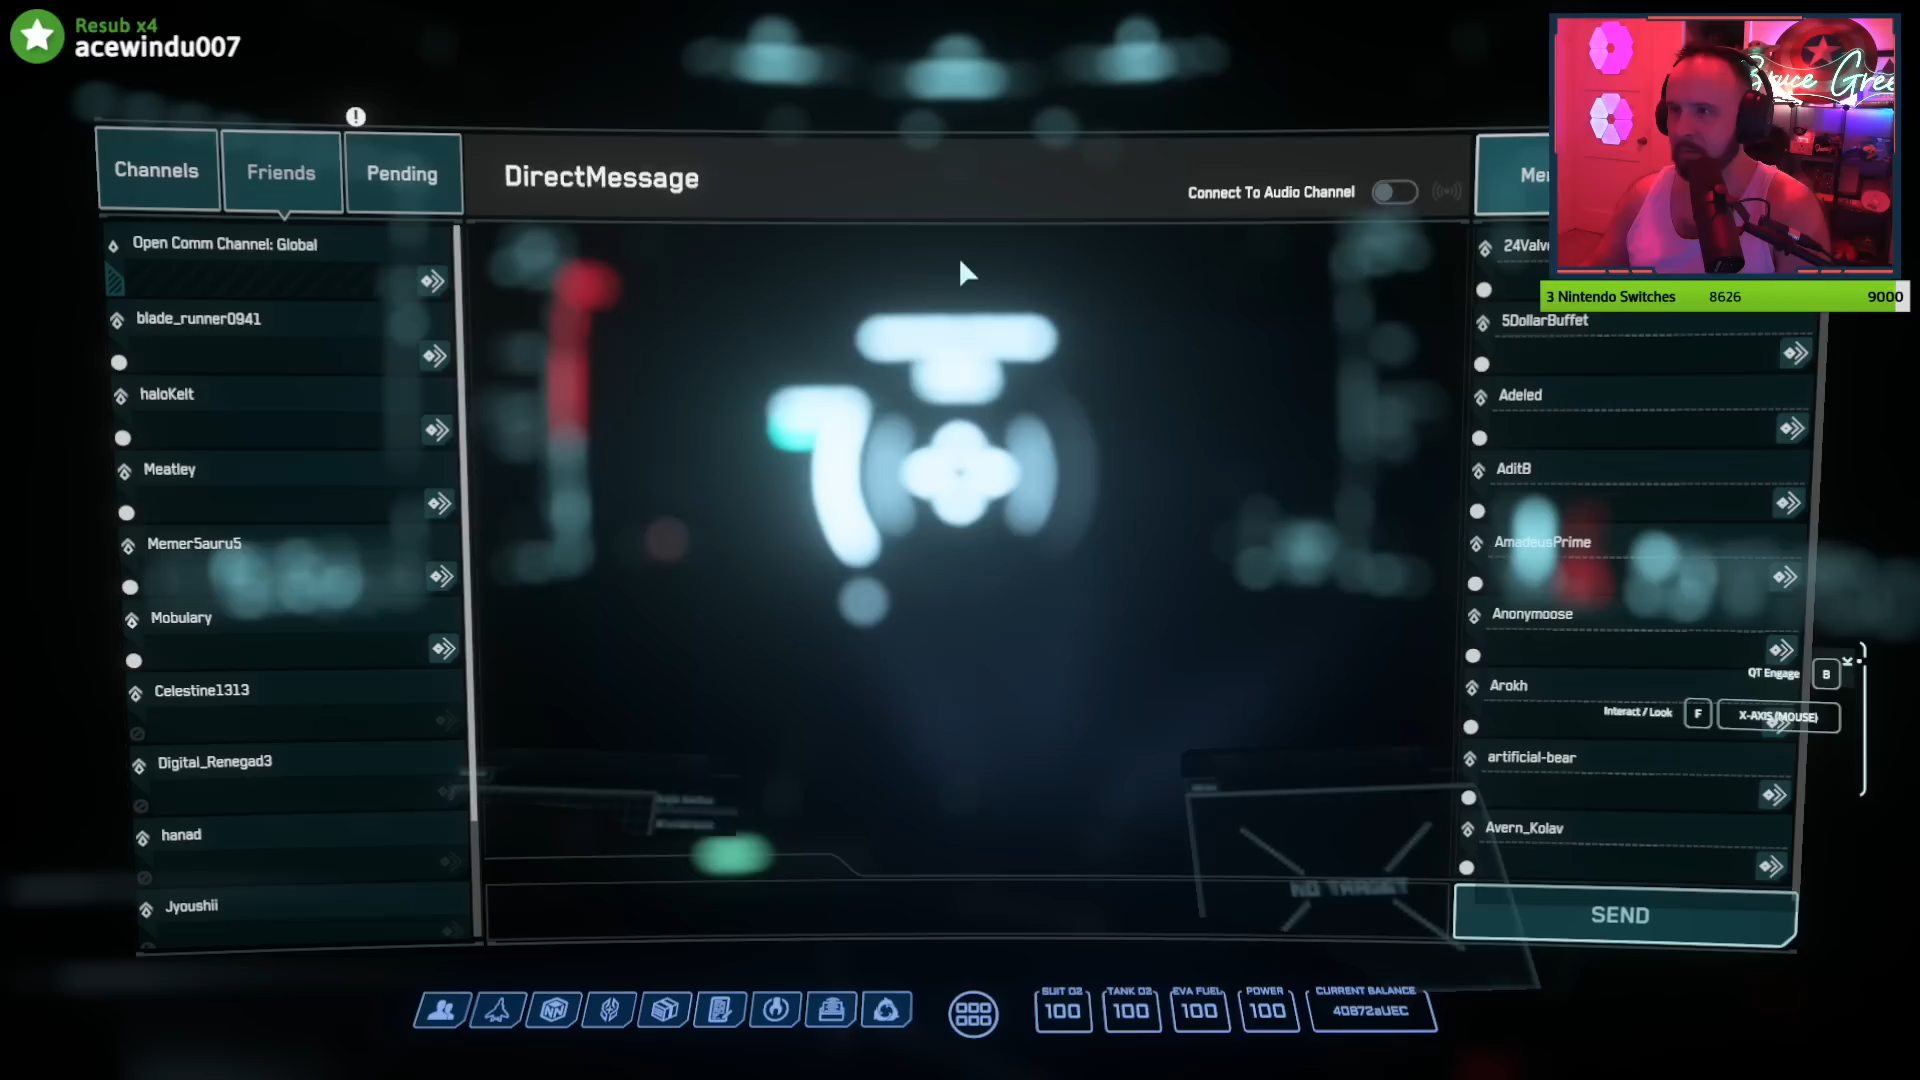 Resub x4
acewindu007
Channels
Friends
Pending
DirectMessage
Connect To Audio Channel
Open Comm Channel: Global
blade_runner0941
haloKelt
Meatley
Memer5auru5
Mobulary
Celestine1313
Digital_Renegad3
hanad
Jyoushii
3 Nintendo Switches 8626 9000
5DollarBuffet
Adeled
AditB
AmadeusPrime
Anonymoose
Arokh
artificial-bear
Avern_Kolav
QT Engage B
Interact / Look F X-AXIS (MOUSE)
NO TARGET
SEND
SUIT O2 TANK O2 EVA FUEL POWER CURRENT BALANCE
100 100 100 100 40872aUEC